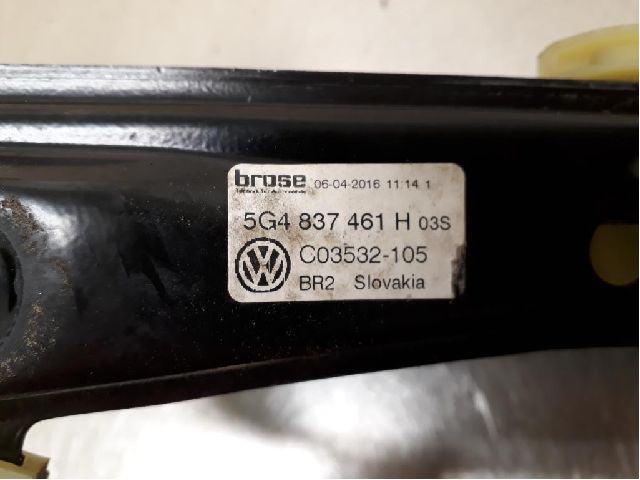 brose 06-04-2016 11:14 1
5G4 837 461 H 03S
C03532-105
BR2 Slovakia